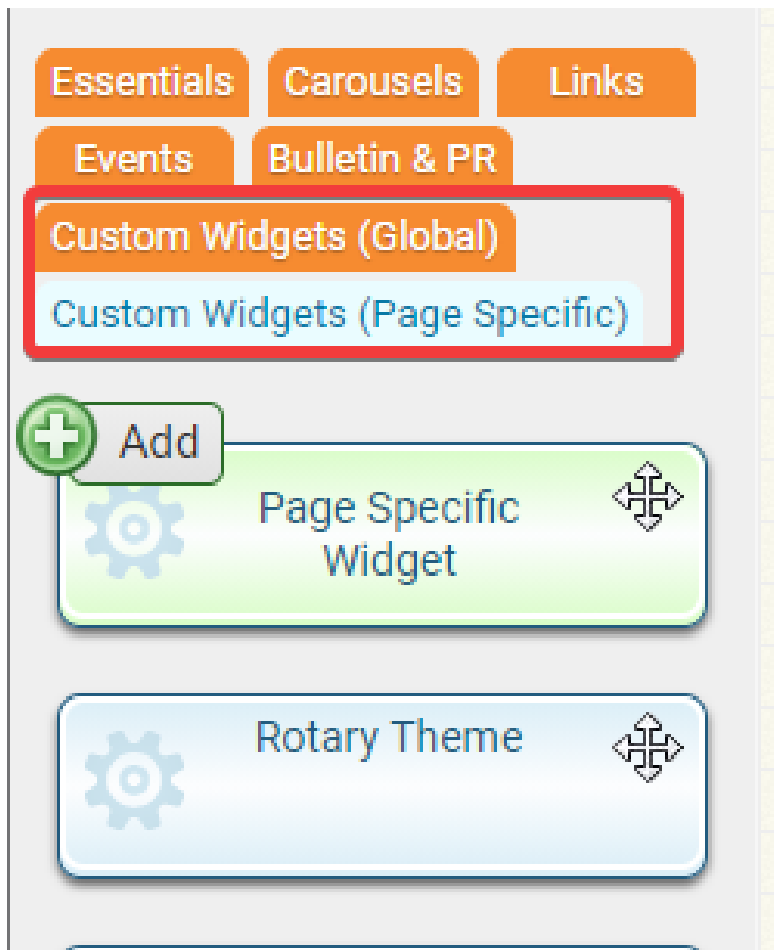 Essentials Carousels Links
Events Bulletin & PR
Custom Widgets (Global)
Custom Widgets (Page Specific)
Add
Page Specific
Widget
Rotary Theme